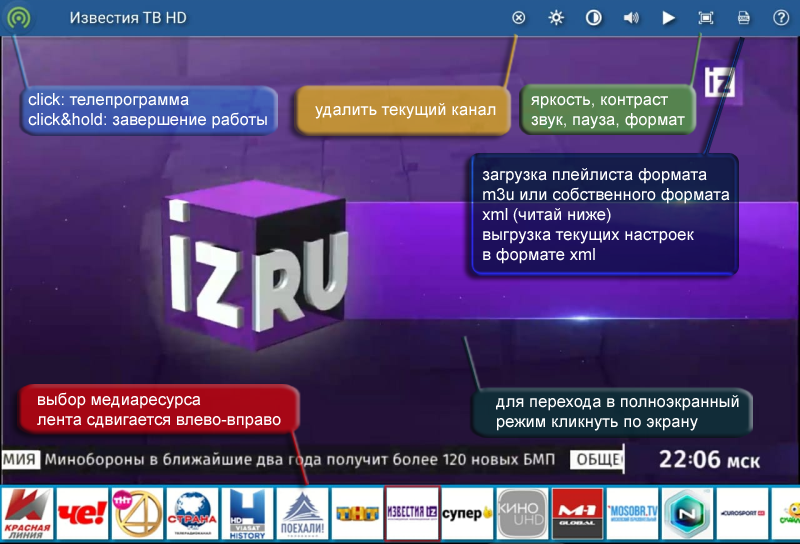 Известия ТВ HD
click: телепрограмма
click&hold: завершение работы
удалить текущий канал
яркость, контраст
звук, пауза, формат
iz
загрузка плейлиста формата
m3u или собственного формата
xml (читай ниже)
выгрузка текущих настроек
в формате xml
IZ RU
выбор медиаресурса
лента сдвигается влево-вправо
для перехода в полноэкранный
режим кликнуть по экрану
МИЯ Минобороны в ближайшие два года получит более 120 новых БМП ОБЩЕ
22:06 МСК
КРАСНАЯ ЛИНИЯ
че!
ТНТ 4
СТРАНА
HD VIASAT HISTORY
ПОЕХАЛИ!
ТНТ
ИЗВЕСТИЯ IZ
супер
КИНО UHD
M-1 GLOBAL
MOSOBR.TV
N
EUROSPORT